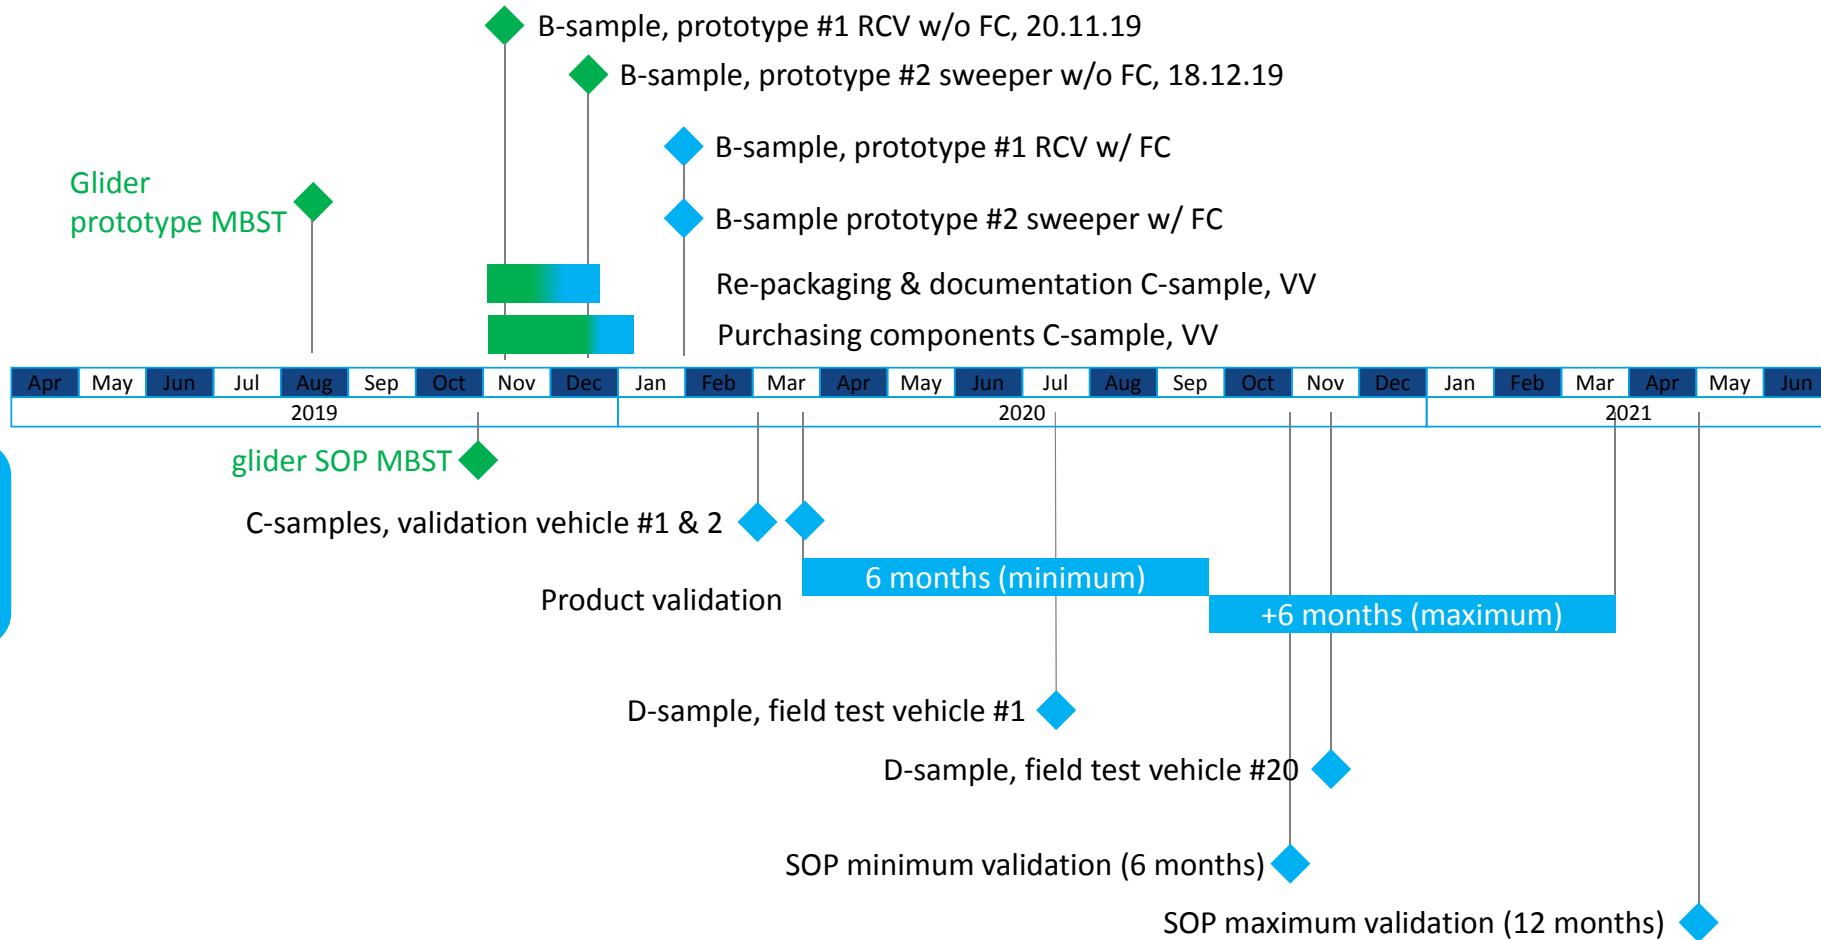 B-sample, prototype #1 RCV w/o FC, 20.11.19
B-sample, prototype #2 sweeper w/o FC, 18.12.19
B-sample, prototype #1 RCV w/ FC
Glider
prototype MBST
B-sample prototype #2 sweeper w/ FC
Re-packaging & documentation C-sample, VV
Purchasing components C-sample, VV
Apr May Jun Jul Aug Sep Oct Nov Dec Jan Feb Mar Apr May Jun Jul Aug Sep Oct Nov Dec Jan Feb Mar Apr May Jun
2019 2020 2021
glider SOP MBST
C-samples, validation vehicle #1 & 2
6 months (minimum)
Product validation
+6 months (maximum)
D-sample, field test vehicle #1
D-sample, field test vehicle #20
SOP minimum validation (6 months)
SOP maximum validation (12 months)